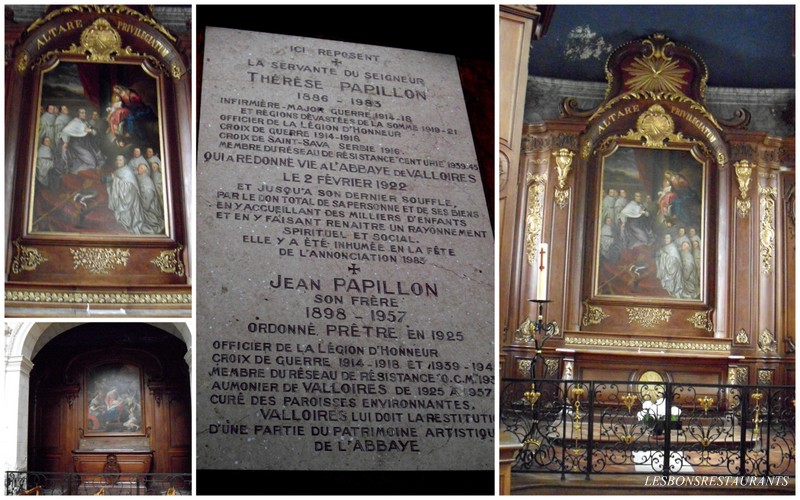 ALTARE PRIVILEGIATUM
ICI REPOSENT
LA SERVANTE DU SEIGNEUR
THÉRÈSE PAPILLON
1886 - 1983
INFIRMIÈRE-MAJOR GUERRE 1914-18
ET RÉGIONS DÉVASTÉES DE LA SOMME 1919-21
OFFICIER DE LA LÉGION D'HONNEUR
CROIX DE GUERRE 1914-1918
CROIX DE SAINT-SAVA SERBIE 1916
MEMBRE DU RÉSEAU DE RÉSISTANCE "CENTURIE" 1939-45
QUI A REDONNÉ VIE À L'ABBAYE DE VALLOIRES
LE 2 FÉVRIER 1922
ET JUSQU'A SON DERNIER SOUFFLE,
PAR LE DON TOTAL DE SA PERSONNE ET DE SES BIENS
EN Y ACCUEILLANT DES MILLIERS D'ENFANTS
ET EN Y FAISANT RENAITRE UN RAYONNEMENT
SPIRITUEL ET SOCIAL.
ELLE Y A ÉTÉ INHUMÉE EN LA FÊTE
DE L'ANNONCIATION 1983
JEAN PAPILLON
SON FRÈRE
1898 - 1957
ORDONNÉ PRÊTRE EN 1925
OFFICIER DE LA LÉGION D'HONNEUR
CROIX DE GUERRE 1914-1918 ET 1939-194
MEMBRE DU RÉSEAU DE RÉSISTANCE "O.C.M." 193
AUMONIER DE VALLOIRES DE 1925 A 1957
CURÉ DES PAROISSES ENVIRONNANTES.
VALLOIRES LUI DOIT LA RESTITUTI
D'UNE PARTIE DU PATRIMOINE ARTISTIQUE
DE L'ABBAYE
ALTARE PRIVILEGIATUM
LESBONSRESTAURANTS